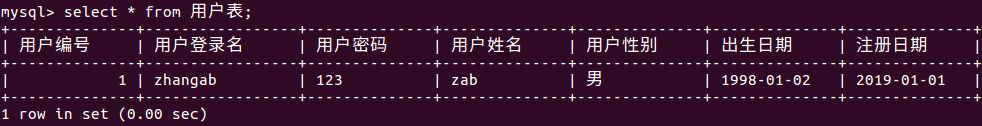 mysql> select * from 用户表;
+--------------+----------------+--------------+--------------+--------------+--------------+--------------+
| 用户编号 | 用户登录名 | 用户密码 | 用户姓名 | 用户性别 | 出生日期 | 注册日期 |
+--------------+----------------+--------------+--------------+--------------+--------------+--------------+
| 1 | zhangab | 123 | zab | 男 | 1998-01-02 | 2019-01-01 |
+--------------+----------------+--------------+--------------+--------------+--------------+--------------+
1 row in set (0.00 sec)